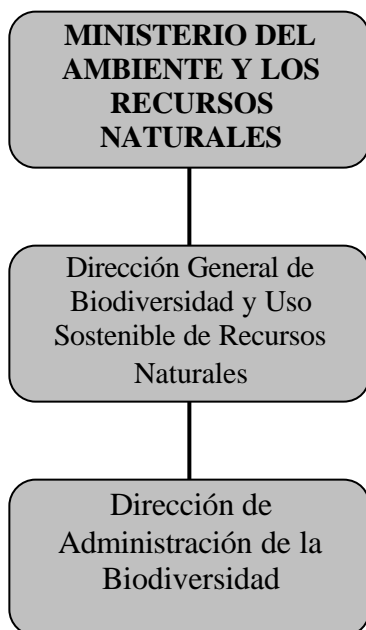 MINISTERIO DEL
AMBIENTE Y LOS
RECURSOS
NATURALES
Dirección General de
Biodiversidad y Uso
Sostenible de Recursos
Naturales
Dirección de
Administración de la
Biodiversidad